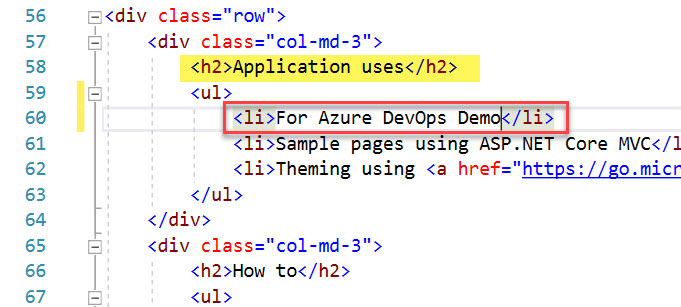 56 <div class="row">
57 <div class="col-md-3">
58 <h2>Application uses</h2>
59 <ul>
60 <li>For Azure DevOps Demo</li>
61 <li>Sample pages using ASP.NET Core MVC</l
62 <li>Theming using <a href="https://go.micr
63 </ul>
64 </div>
65 <div class="col-md-3">
66 <h2>How to</h2>
67 <ul>